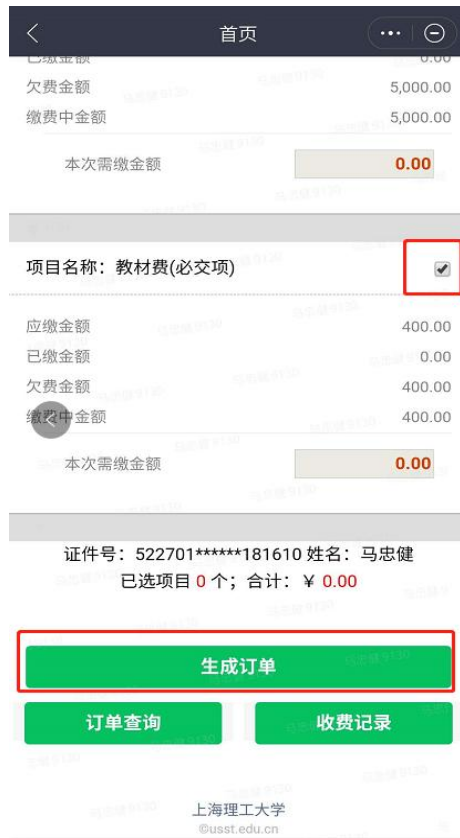 首页
已缴金额 0.00
欠费金额 5,000.00
缴费中金额 5,000.00
本次需缴金额 0.00
项目名称：教材费(必交项)
应缴金额 400.00
已缴金额 0.00
欠费金额 400.00
缴费中金额 400.00
本次需缴金额 0.00
证件号：522701******181610 姓名：马忠健
已选项目 0 个；合计：￥ 0.00
生成订单
订单查询 收费记录
上海理工大学
©usst.edu.cn